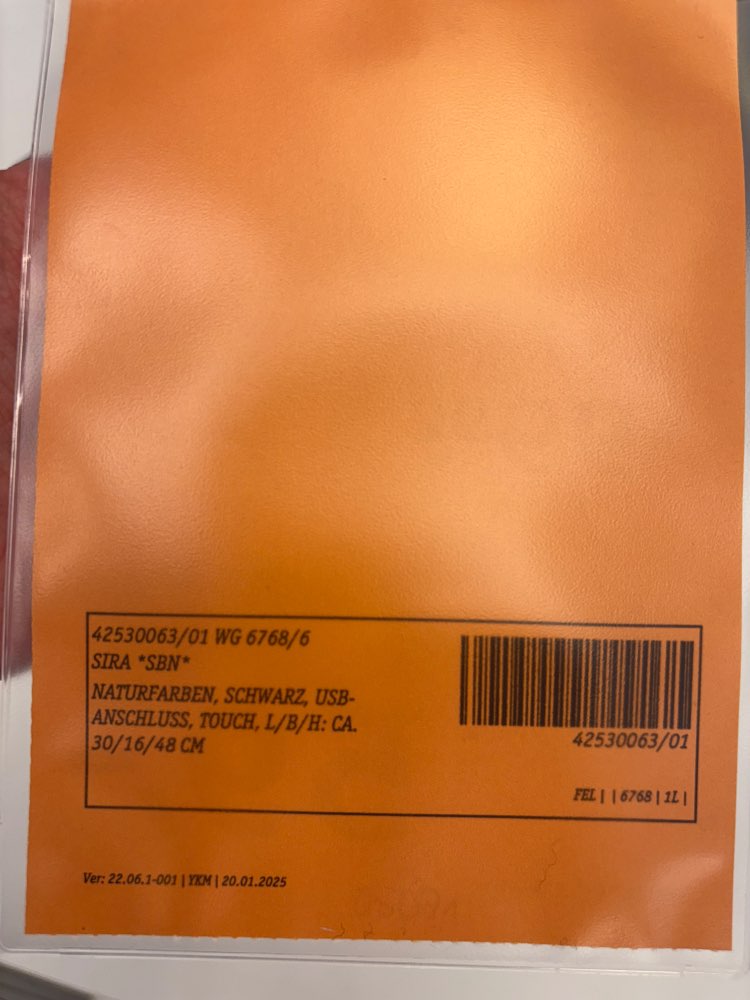 42530063/01 WG 6768/6
SIRA *SBN*
NATURFARBEN, SCHWARZ, USB-
ANSCHLUSS, TOUCH, L/B/H: CA.
30/16/48 CM
42530063/01
FEL | | 6768 | 1L |
Ver: 22.06.1-001 | YKM | 20.01.2025